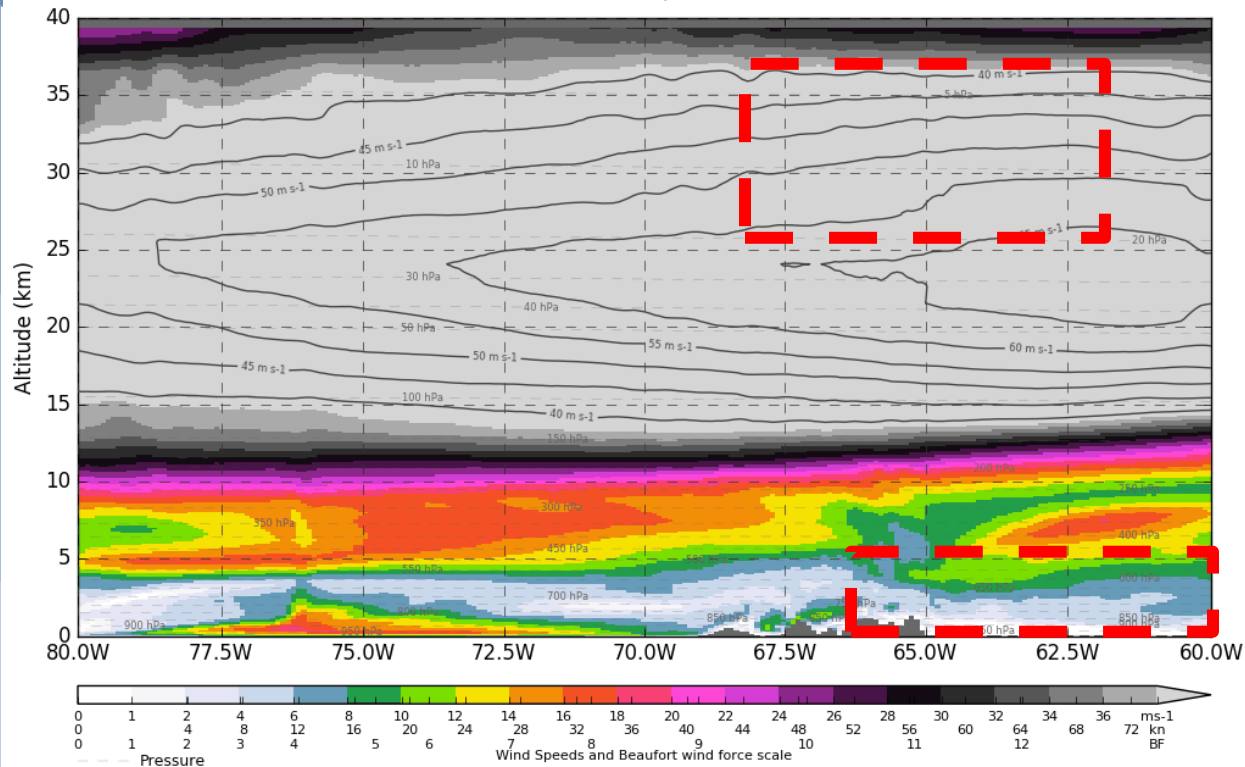 40
35
30
25
20
15
10
5
0
Altitude (km)
40 m s-1
5 hPa
45 m s-1
10 hPa
50 m s-1
20 hPa
30 hPa
40 hPa
50 hPa
55 m s-1
60 m s-1
50 m s-1
45 m s-1
100 hPa
40 m s-1
150 hPa
200 hPa
250 hPa
300 hPa
350 hPa
400 hPa
450 hPa
550 hPa
600 hPa
700 hPa
800 hPa
850 hPa
850 hPa
900 hPa
950 hPa
80.0W 77.5W 75.0W 72.5W 70.0W 67.5W 65.0W 62.5W 60.0W
0 1 2 4 6 8 10 12 14 16 18 20 22 24 26 28 30 32 34 36 ms-1
0 1 4 8 12 16 20 24 28 32 36 40 44 48 52 56 60 64 68 72 kn
0 1 2 3 4 5 6 7 8 9 10 11 12 BF
Wind Speeds and Beaufort wind force scale
Pressure